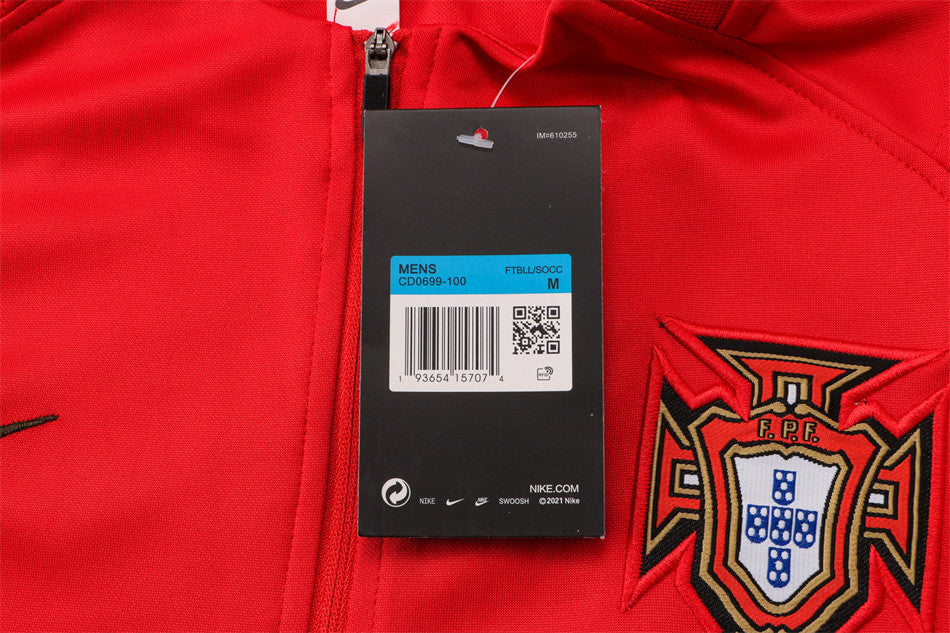 IM#610255
MENS
FTBLL/SOCC
CD0699-100
M
1 93654 15707 4
NIKE.COM
NIKE
SWOOSH
©2021 Nike
F.P.F.